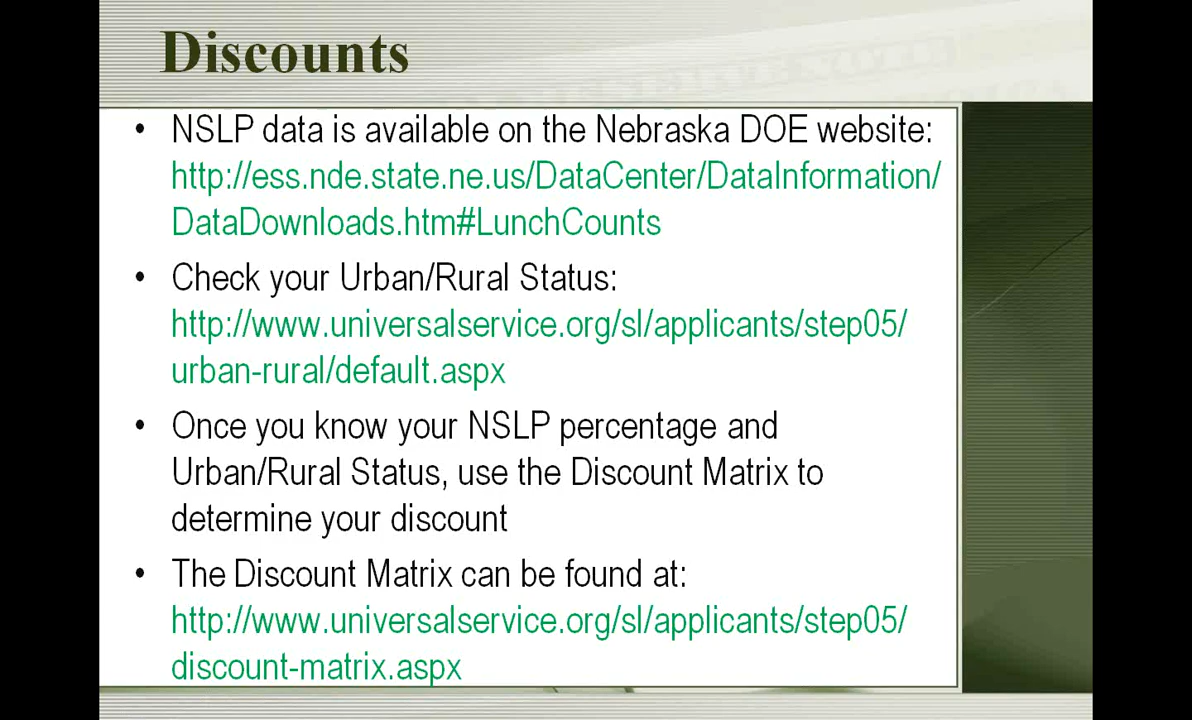 Discounts
• NSLP data is available on the Nebraska DOE website:
http://ess.nde.state.ne.us/DataCenter/DataInformation/
DataDownloads.htm#LunchCounts
• Check your Urban/Rural Status:
http://www.universalservice.org/sl/applicants/step05/
urban-rural/default.aspx
• Once you know your NSLP percentage and
Urban/Rural Status, use the Discount Matrix to
determine your discount
• The Discount Matrix can be found at:
http://www.universalservice.org/sl/applicants/step05/
discount-matrix.aspx